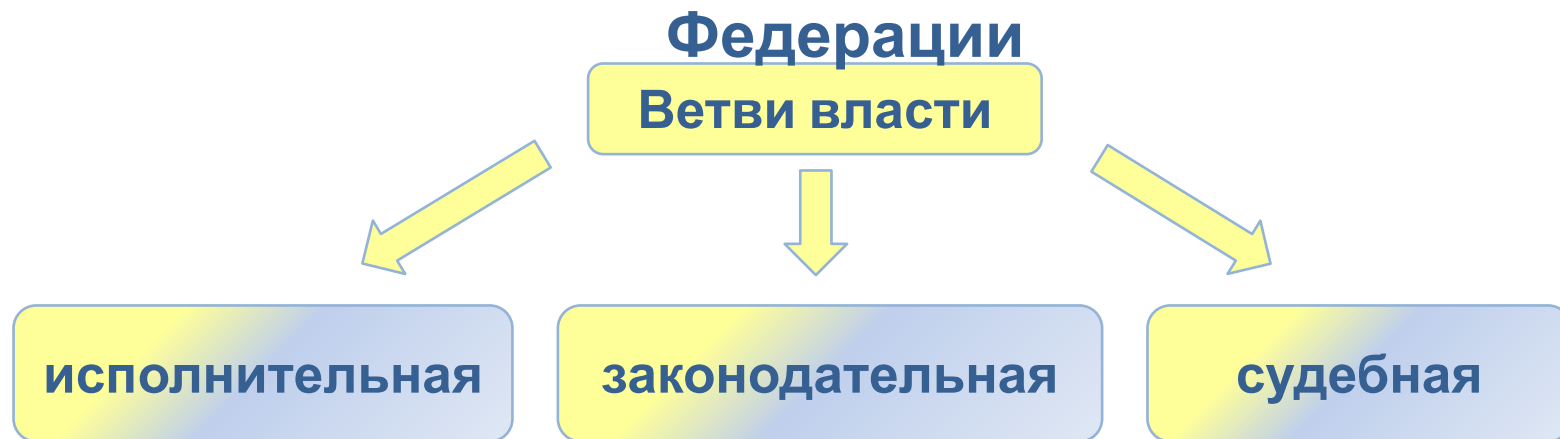 Федерации
Ветви власти
исполнительная
законодательная
судебная